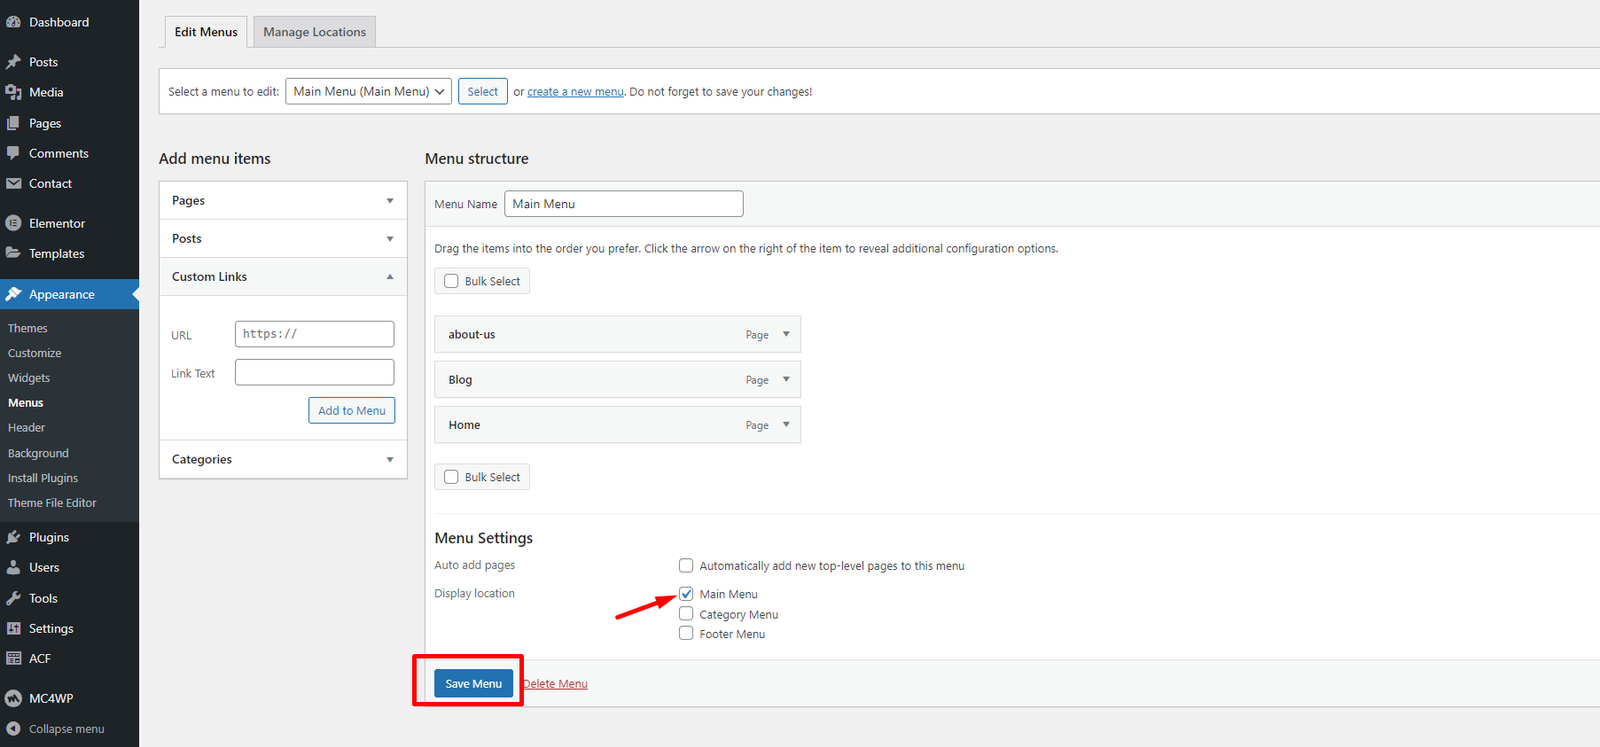 Dashboard
Posts
Media
Pages
Comments
Contact
Elementor
Templates
Appearance
Themes
Customize
Widgets
Menus
Header
Background
Install Plugins
Theme File Editor
Plugins
Users
Tools
Settings
ACF
MC4WP
Collapse menu
Edit Menus
Manage Locations
Select a menu to edit: Main Menu (Main Menu) Select or create a new menu. Do not forget to save your changes!
Add menu items
Pages
Posts
Custom Links
URL https://
Link Text
Add to Menu
Categories
Menu structure
Menu Name Main Menu
Drag the items into the order you prefer. Click the arrow on the right of the item to reveal additional configuration options.
Bulk Select
about-us Page
Blog Page
Home Page
Bulk Select
Menu Settings
Auto add pages Automatically add new top-level pages to this menu
Display location Main Menu
Category Menu
Footer Menu
Save Menu Delete Menu